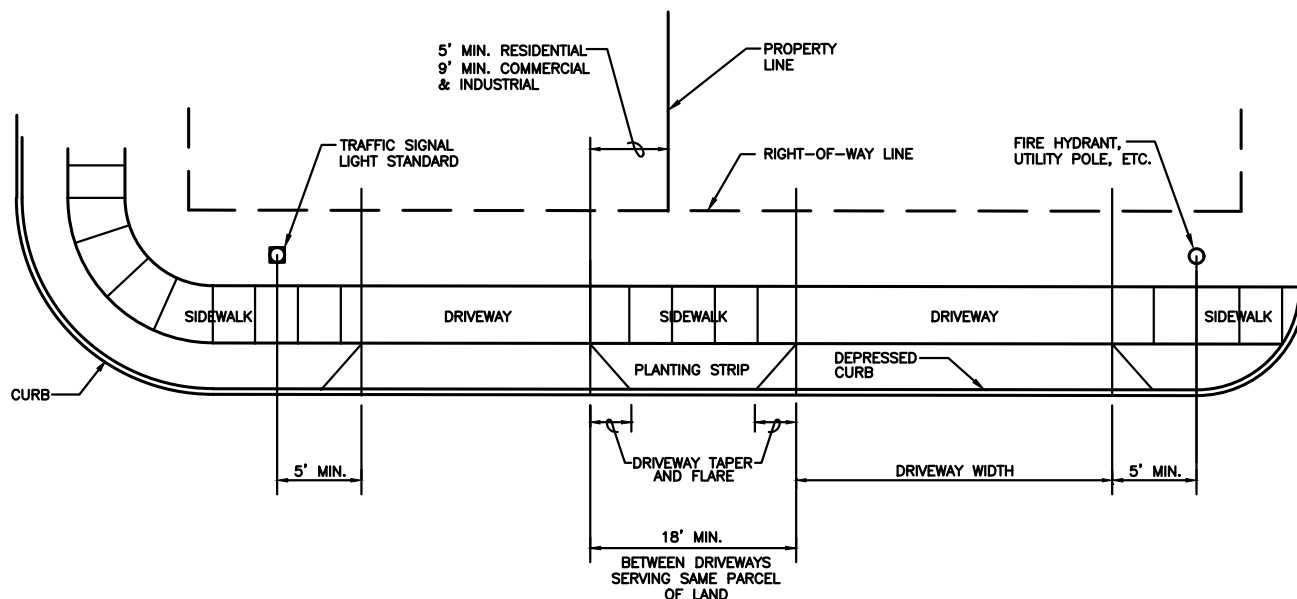 5' MIN. RESIDENTIAL
9' MIN. COMMERCIAL
& INDUSTRIAL
PROPERTY
LINE
TRAFFIC SIGNAL
LIGHT STANDARD
RIGHT-OF-WAY LINE
FIRE HYDRANT,
UTILITY POLE, ETC.
SIDEWALK
DRIVEWAY
SIDEWALK
DRIVEWAY
SIDEWALK
PLANTING STRIP
DEPRESSED
CURB
CURB
5' MIN.
DRIVEWAY TAPER
AND FLARE
DRIVEWAY WIDTH
5' MIN.
18' MIN.
BETWEEN DRIVEWAYS
SERVING SAME PARCEL
OF LAND